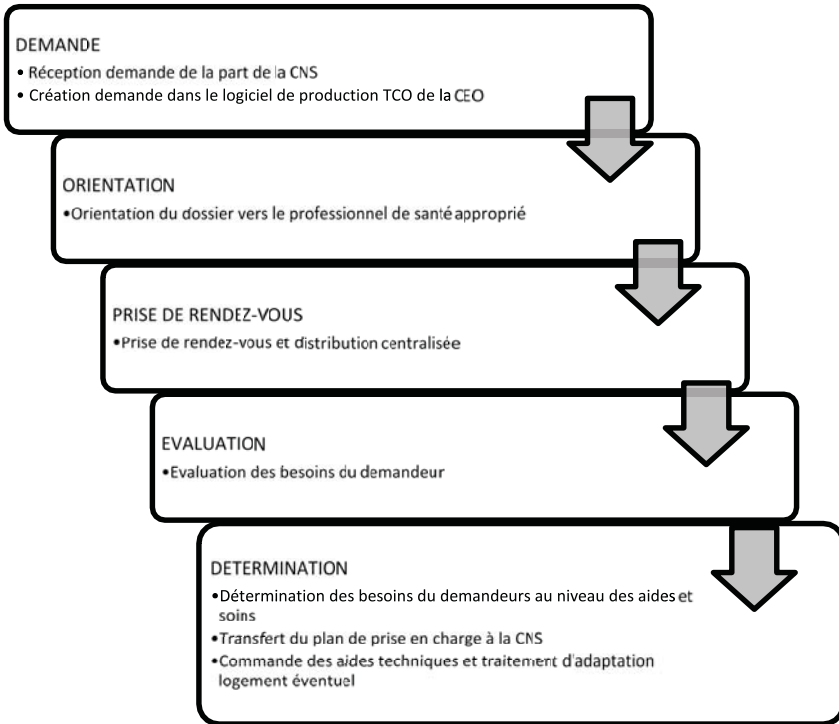 DEMANDE
• Réception demande de la part de la CNS
• Création demande dans le logiciel de production TCO de la CEO
ORIENTATION
•Orientation du dossier vers le professionnel de santé approprié
PRISE DE RENDEZ-VOUS
•Prise de rendez-vous et distribution centralisée
EVALUATION
•Evaluation des besoins du demandeur
DETERMINATION
•Détermination des besoins du demandeurs au niveau des aides et
soins
•Transfert du plan de prise en charge à la CNS
•Commande des aides techniques et traitement d'adaptation
logement éventuel